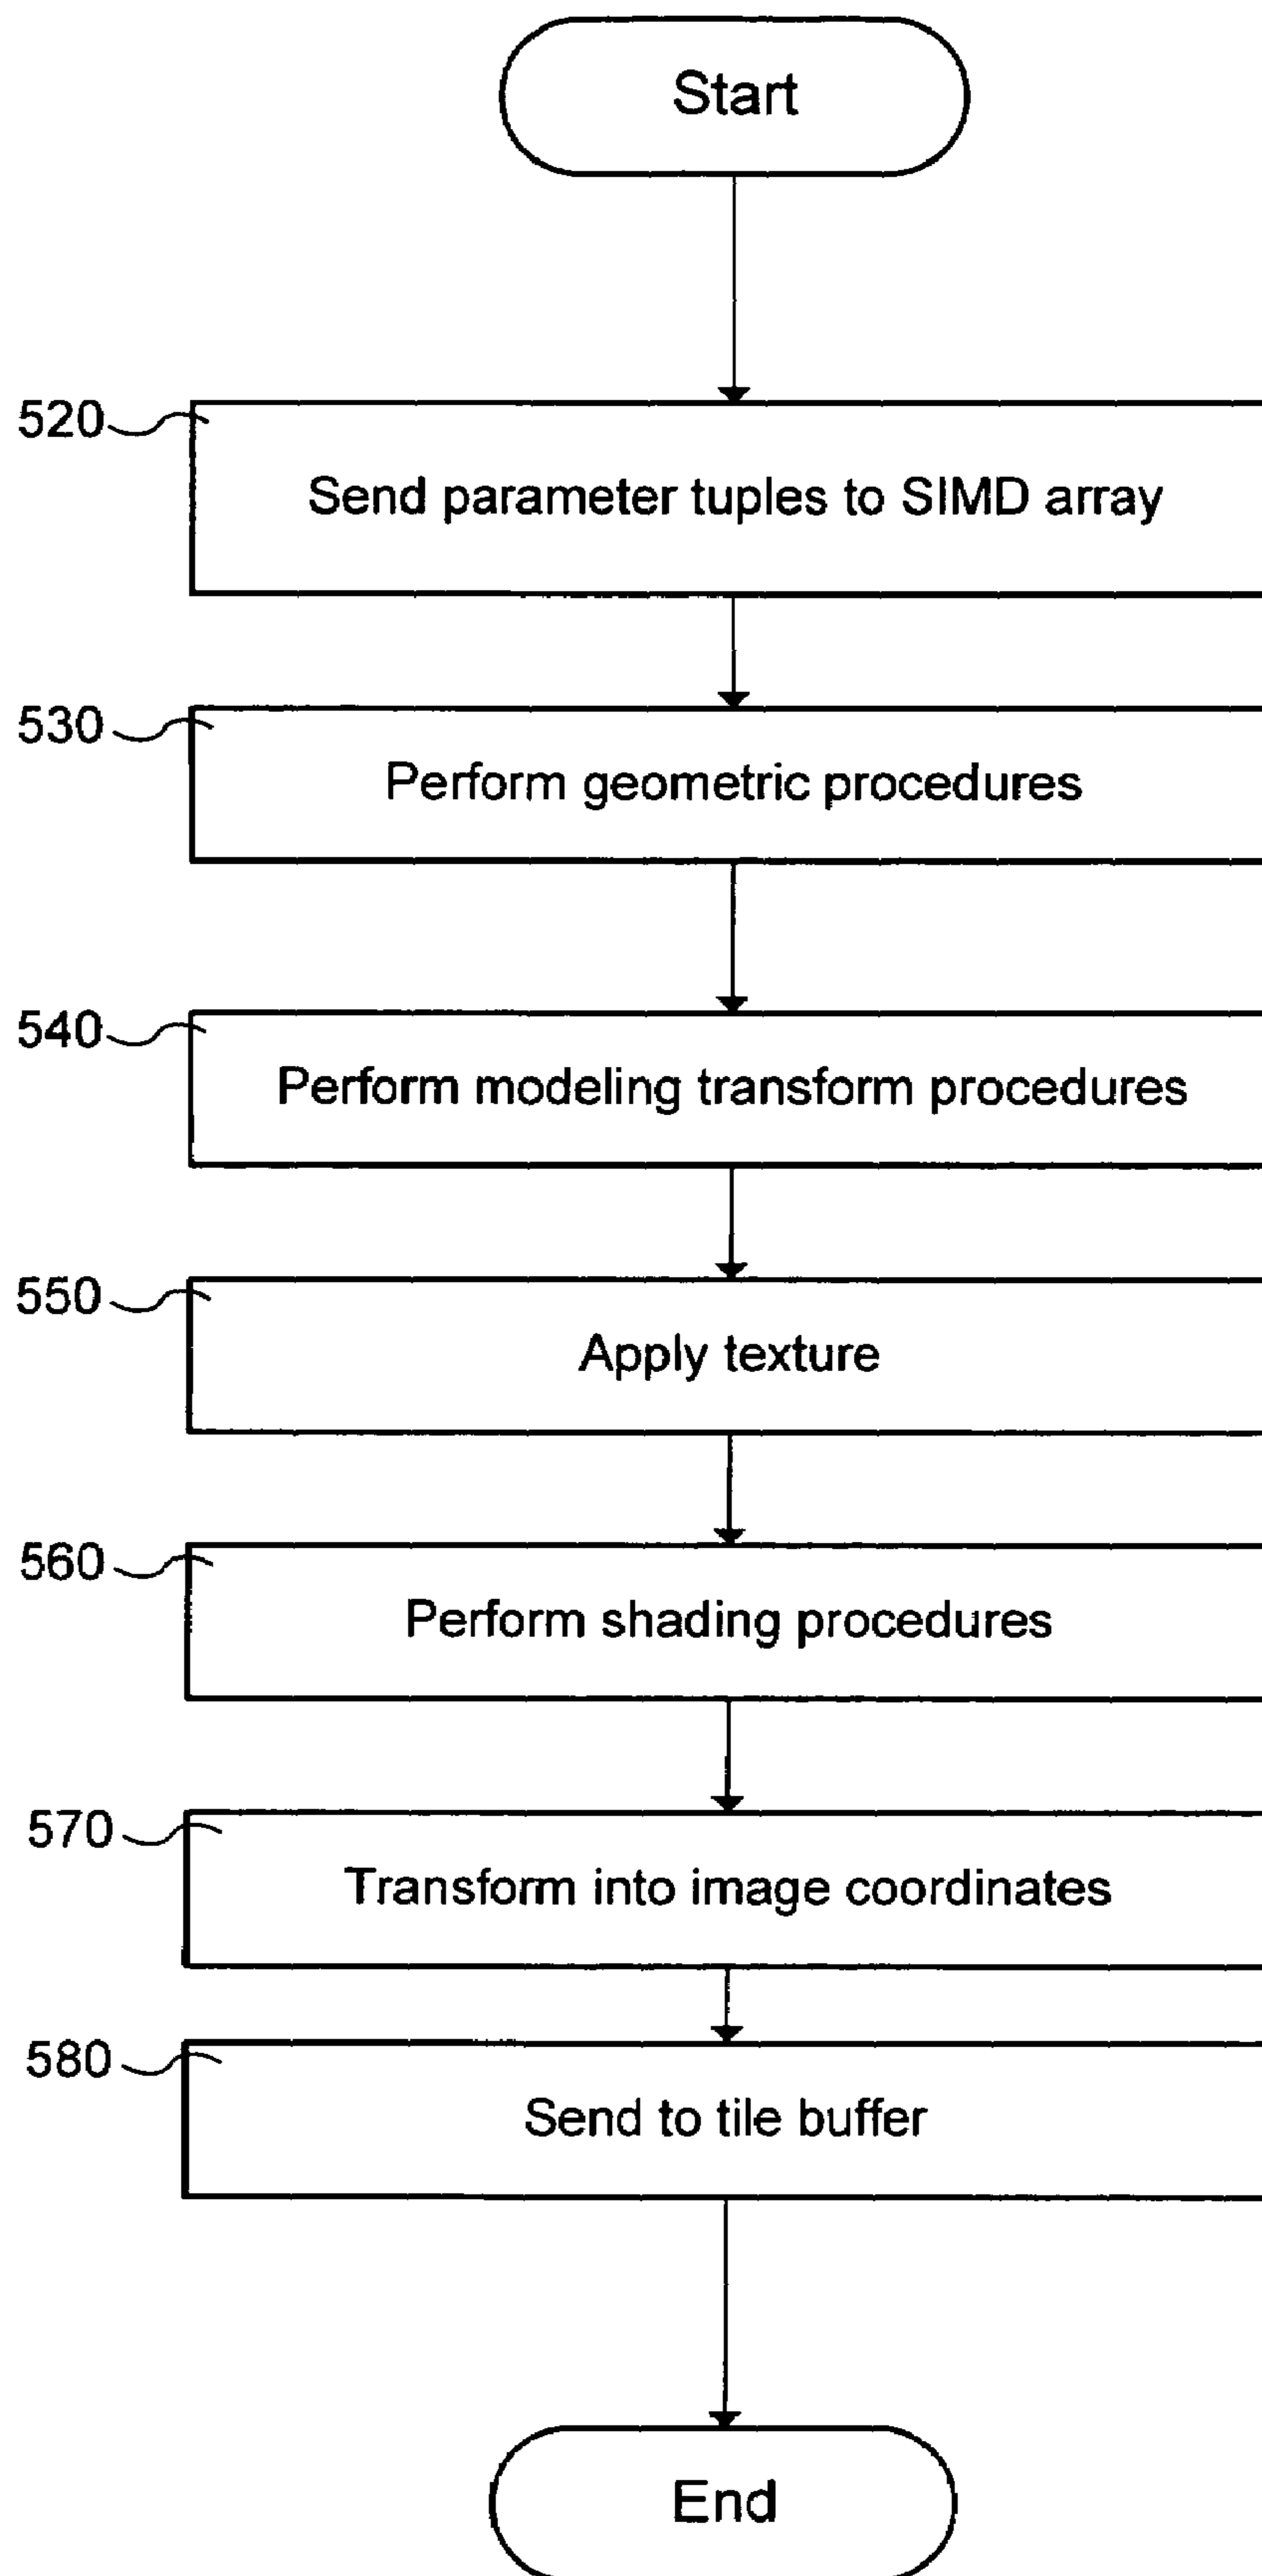 Start
520
Send parameter tuples to SIMD array
530
Perform geometric procedures
540
Perform modeling transform procedures
550
Apply texture
560
Perform shading procedures
570
Transform into image coordinates
580
Send to tile buffer
End